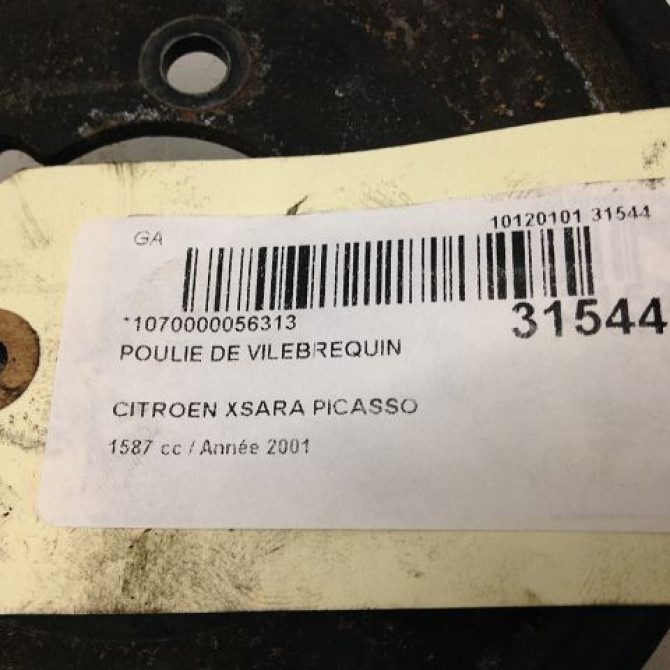 GA
10120101 31544
*1070000056313
31544
POULIE DE VILEBREQUIN
CITROEN XSARA PICASSO
1587 cc / Année 2001